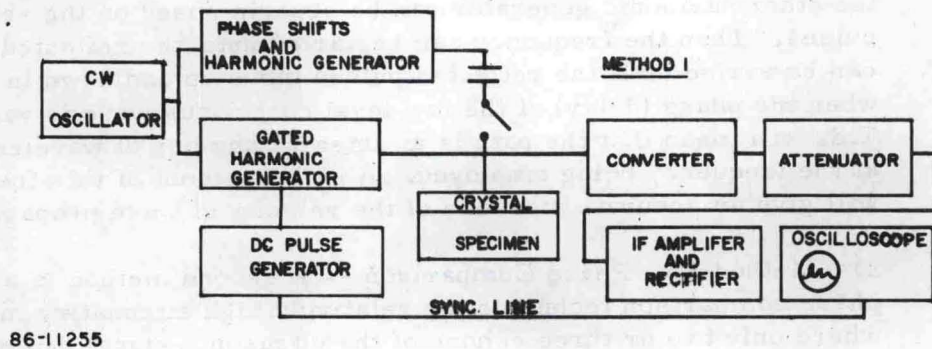 PHASE SHIFTS
AND
HARMONIC GENERATOR
METHOD I
CW
OSCILLATOR
GATED
HARMONIC
GENERATOR
CONVERTER
ATTENUATOR
CRYSTAL
SPECIMEN
DC PULSE
GENERATOR
IF AMPLIFER
AND
RECTIFIER
OSCILLOSCOPE
SYNC LINE
86-11255